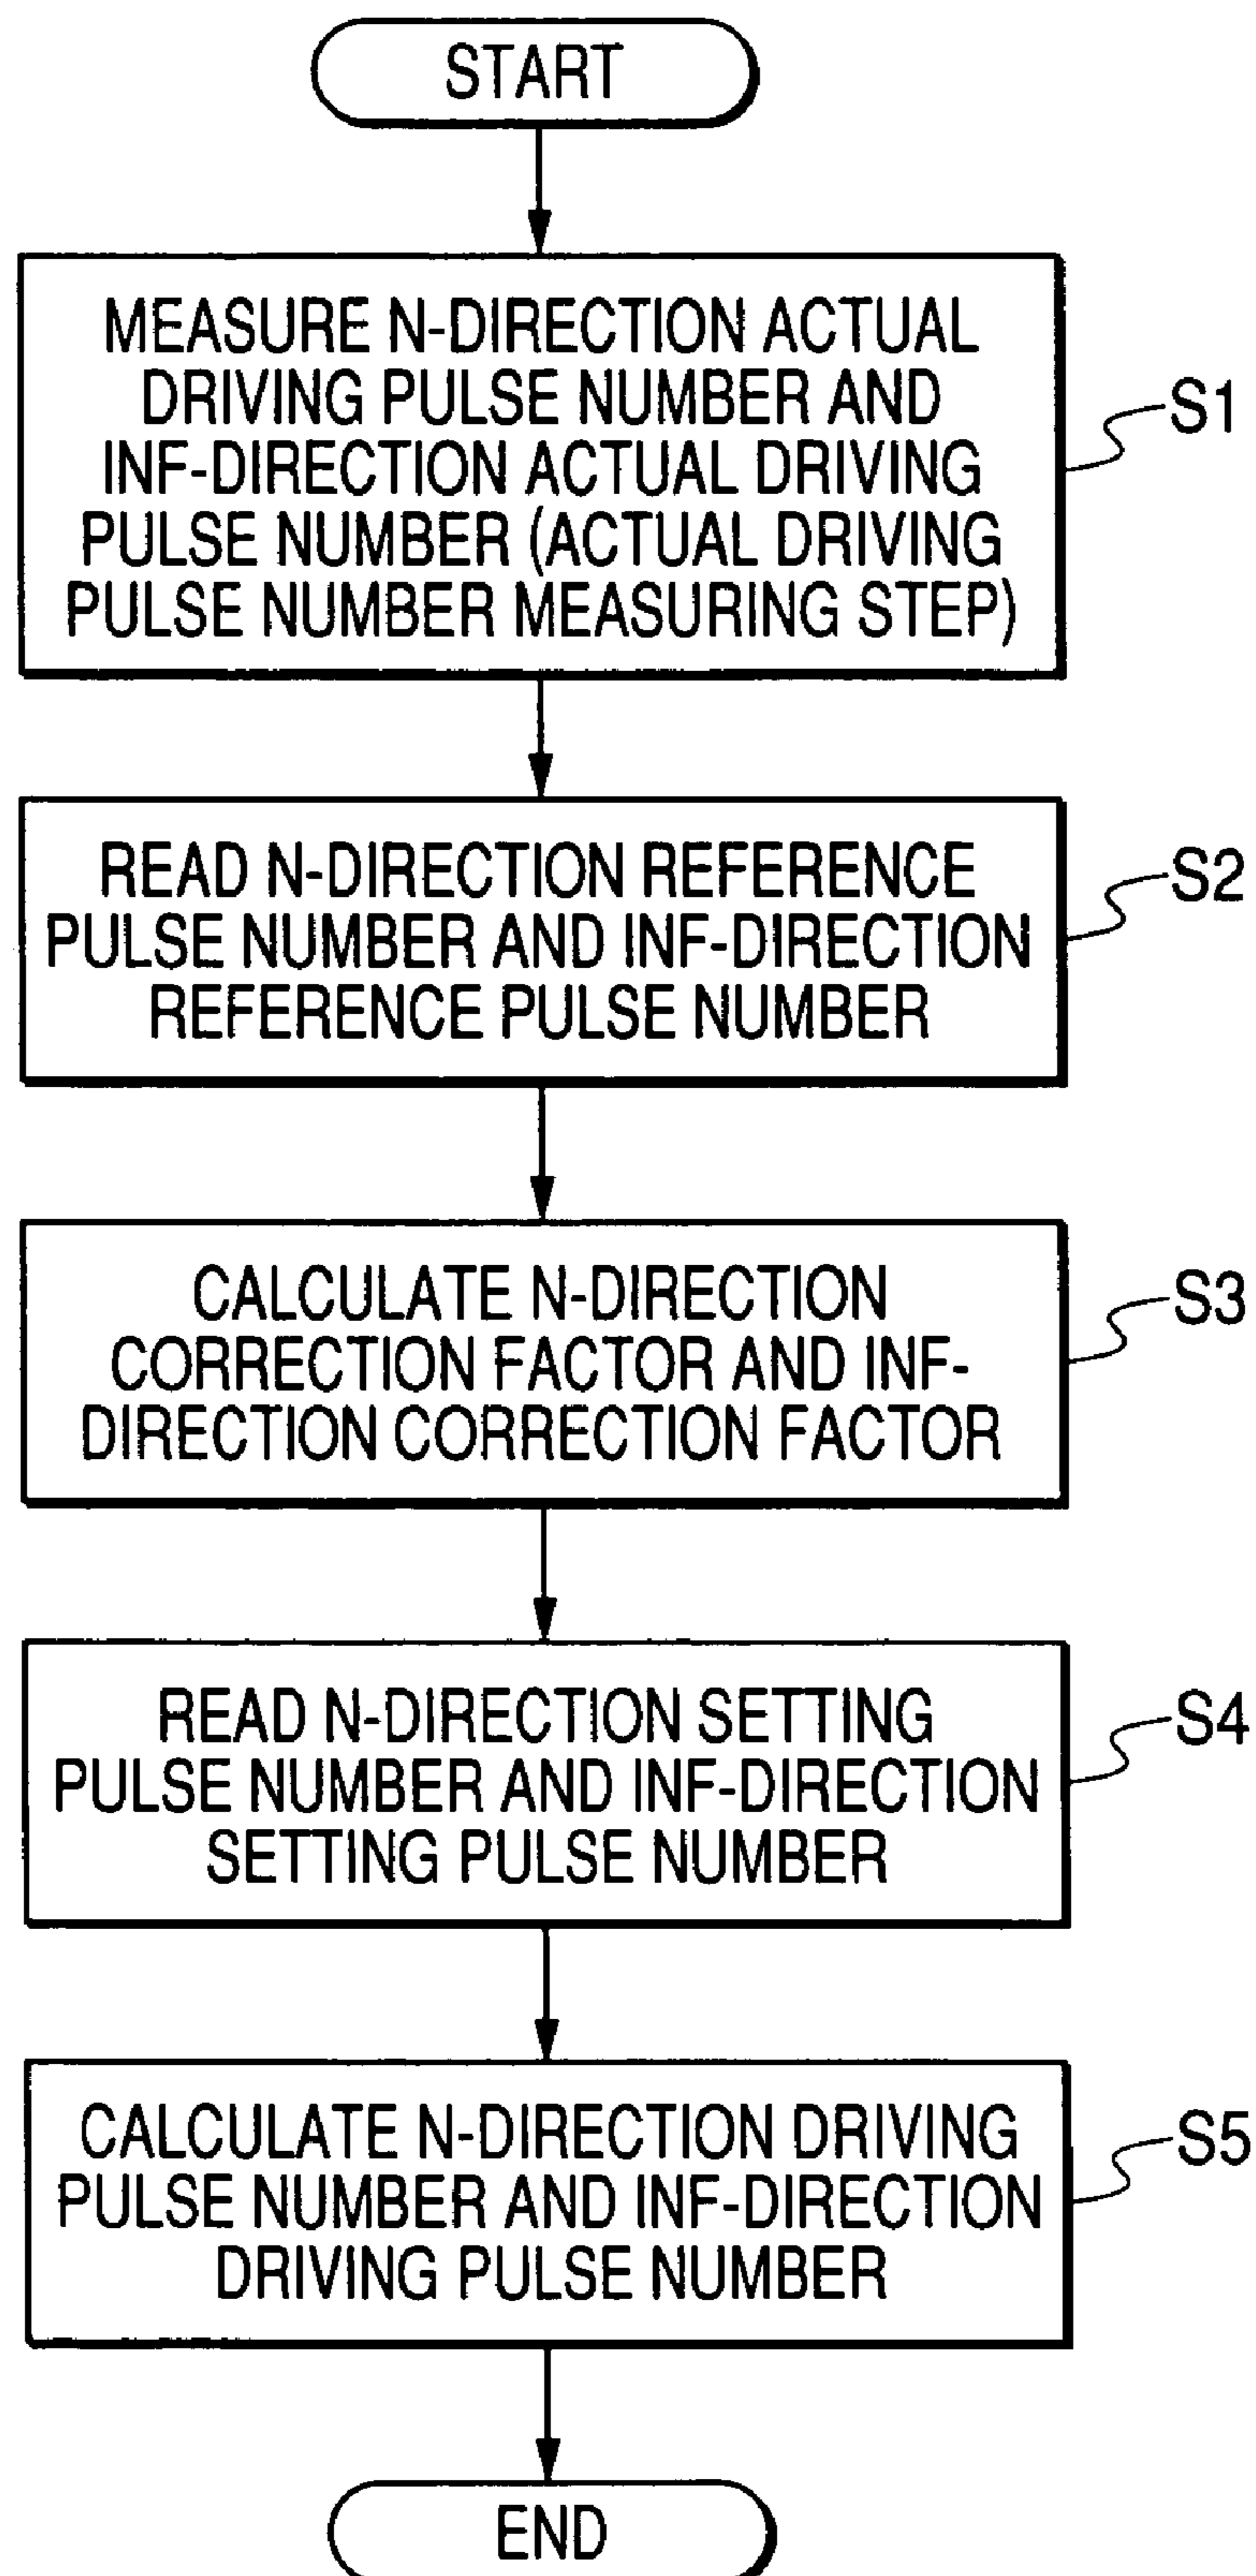 START
MEASURE N-DIRECTION ACTUAL
DRIVING PULSE NUMBER AND
INF-DIRECTION ACTUAL DRIVING
PULSE NUMBER (ACTUAL DRIVING
PULSE NUMBER MEASURING STEP)
S1
READ N-DIRECTION REFERENCE
PULSE NUMBER AND INF-DIRECTION
REFERENCE PULSE NUMBER
S2
CALCULATE N-DIRECTION
CORRECTION FACTOR AND INF-
DIRECTION CORRECTION FACTOR
S3
READ N-DIRECTION SETTING
PULSE NUMBER AND INF-DIRECTION
SETTING PULSE NUMBER
S4
CALCULATE N-DIRECTION DRIVING
PULSE NUMBER AND INF-DIRECTION
DRIVING PULSE NUMBER
S5
END